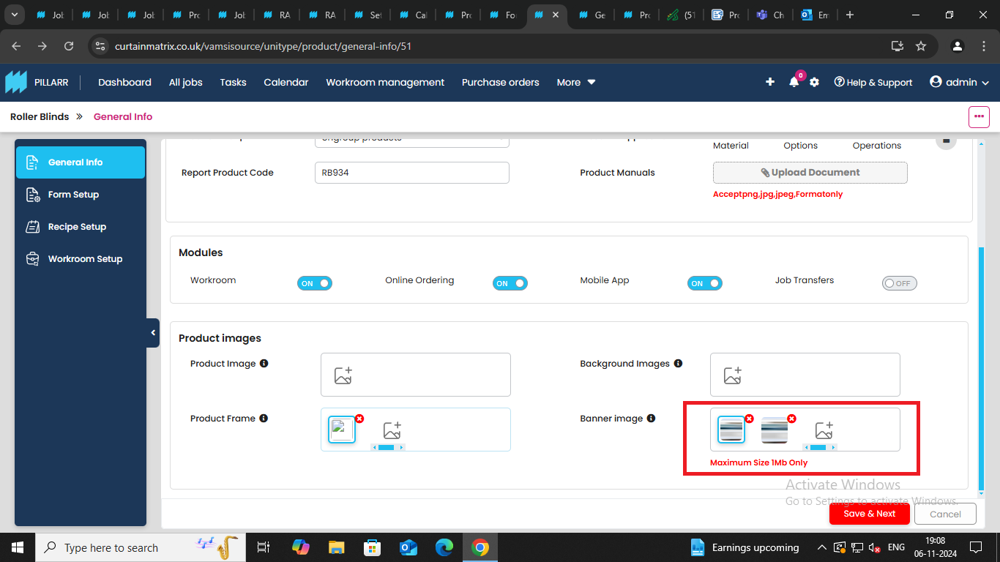 Job
Job
Job
Pro
Job
RA
RA
Set
Cal
Pro
Fo
Ge
Pro
(51
Pro
Ch
Em
curtainmatrix.co.uk/vamsisource/unitype/product/general-info/51
PILLARR
Dashboard
All jobs
Tasks
Calendar
Workroom management
Purchase orders
More
0
Help & Support
admin
Roller Blinds » General Info
General Info
Form Setup
Recipe Setup
Workroom Setup
Material
Options
Operations
Report Product Code
RB934
Product Manuals
Upload Document
Acceptpng,jpg,jpeg,Formatonly
Modules
Workroom
ON
Online Ordering
ON
Mobile App
ON
Job Transfers
OFF
Product images
Product Image
Background Images
Product Frame
Banner image
Maximum Size 1Mb Only
Activate Windows
Go to Settings to activate Windows.
Save & Next
Cancel
Type here to search
Earnings upcoming
ENG
19:08
06-11-2024